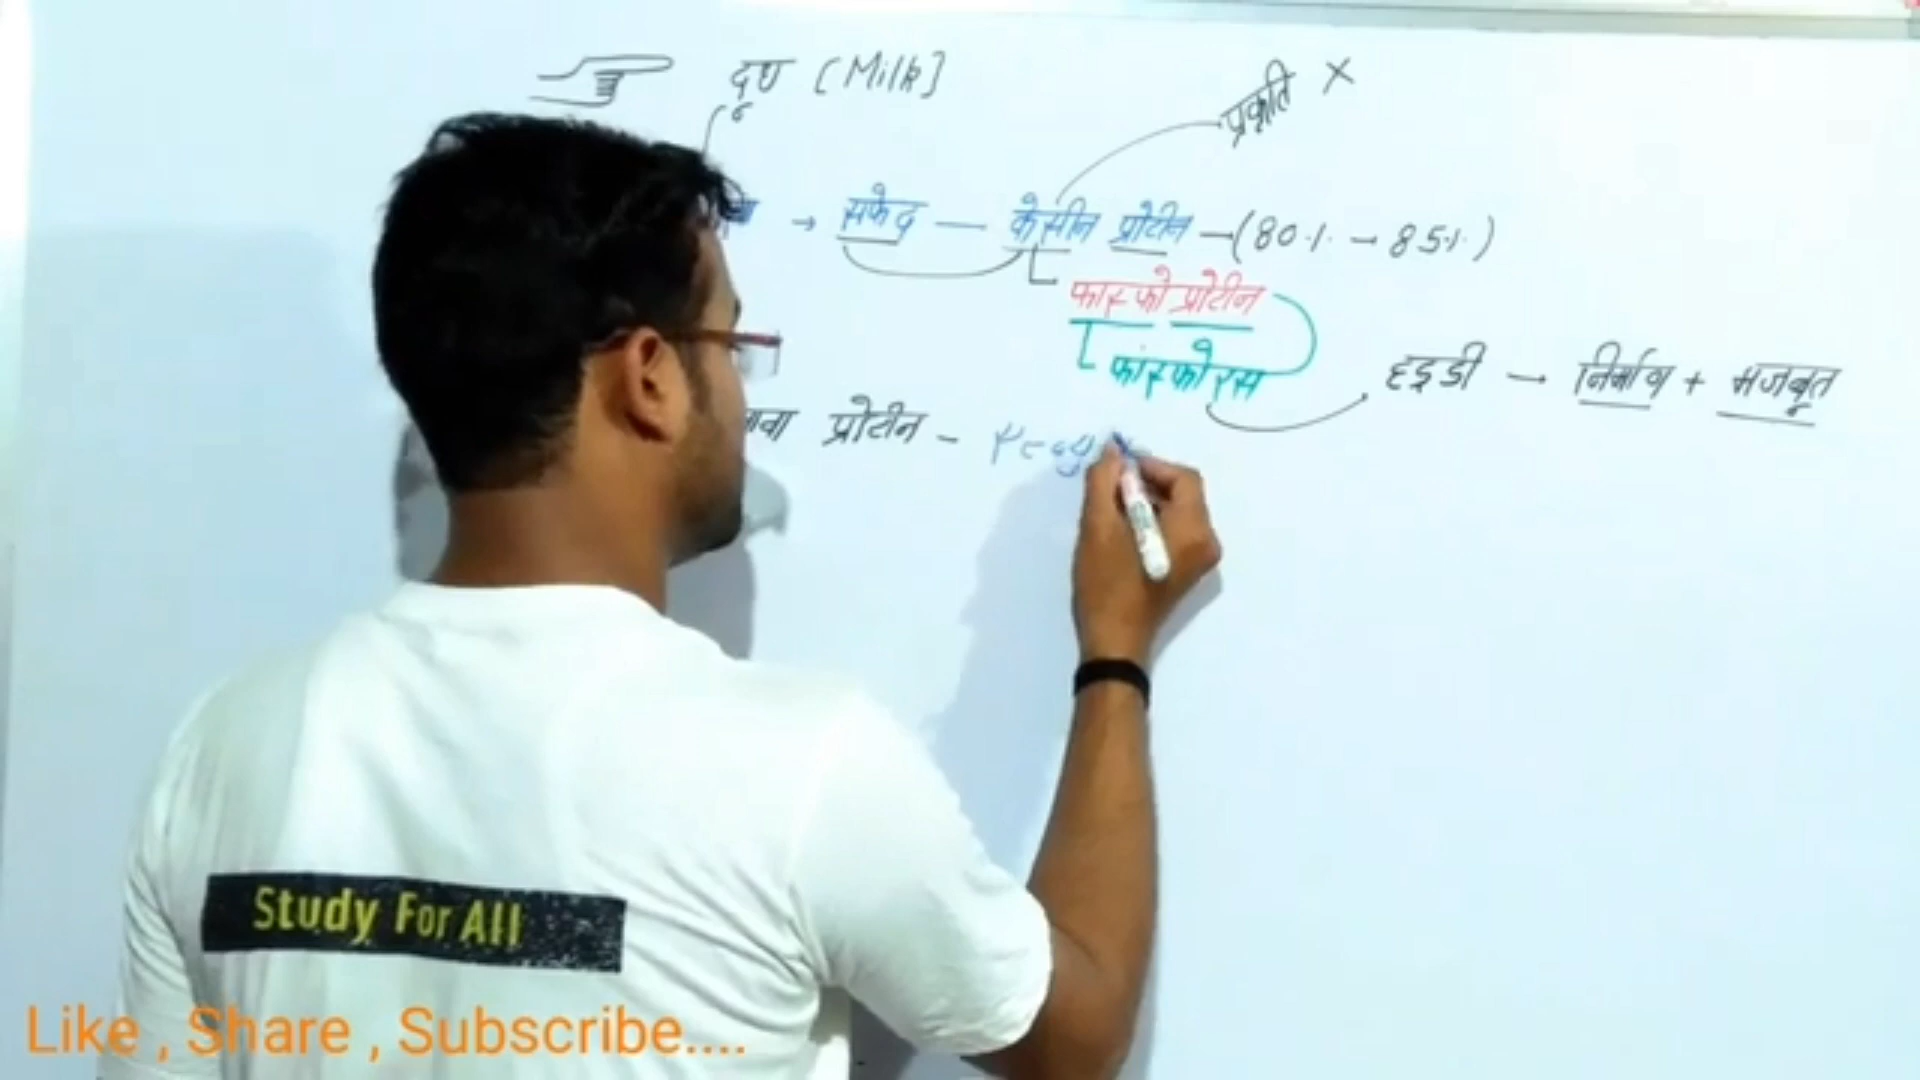 दूध [Milk]
प्रकृति ×
→ सफेद — केसीन प्रोटीन — (80% - 85%)
फास्फो प्रोटीन
फांस्फोरस
हड्डी → निर्माण + मजबूत
प्रोटीन -
Study For All
Like , Share , Subscribe....